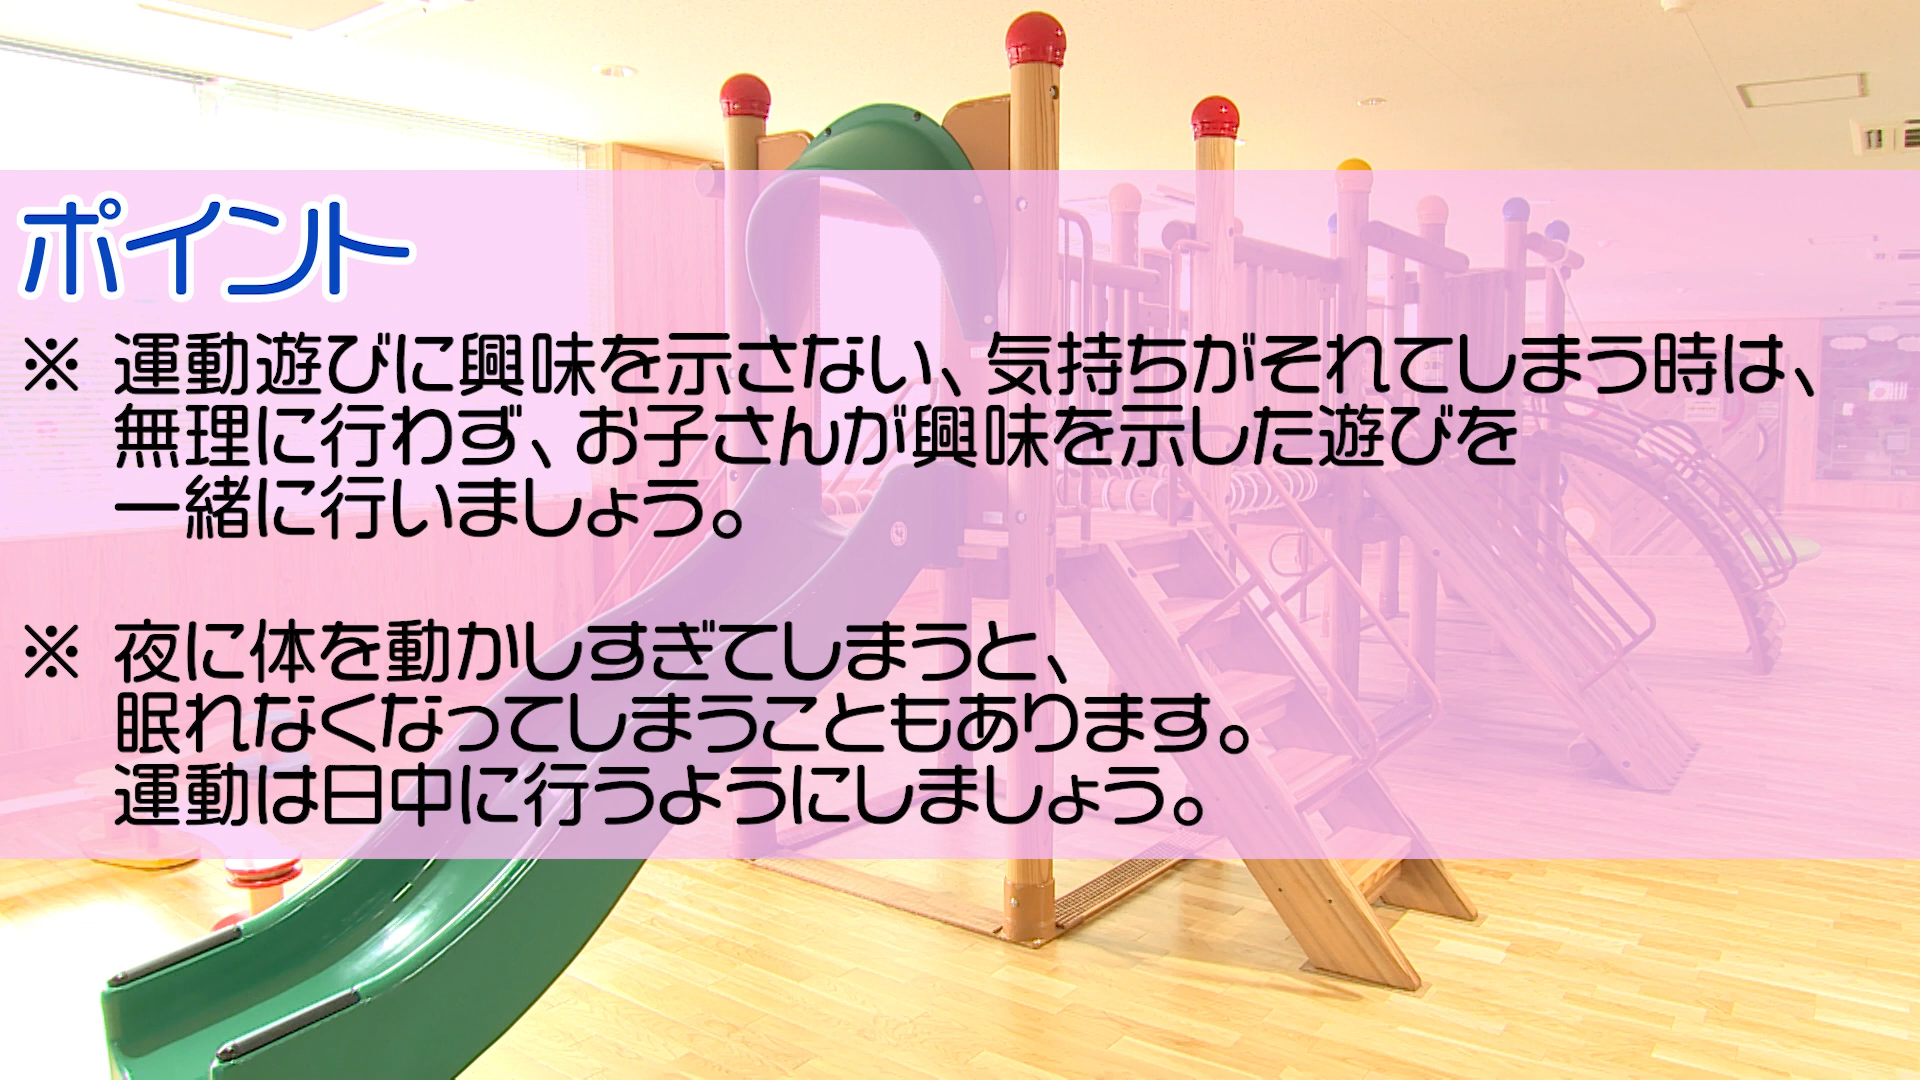 ポイント
※ 運動遊びに興味を示さない、気持ちがそれてしまう時は、
無理に行わず、お子さんが興味を示した遊びを
一緒に行いましょう。
※ 夜に体を動かしすぎてしまうと、
眠れなくなってしまうこともあります。
運動は日中に行うようにしましょう。